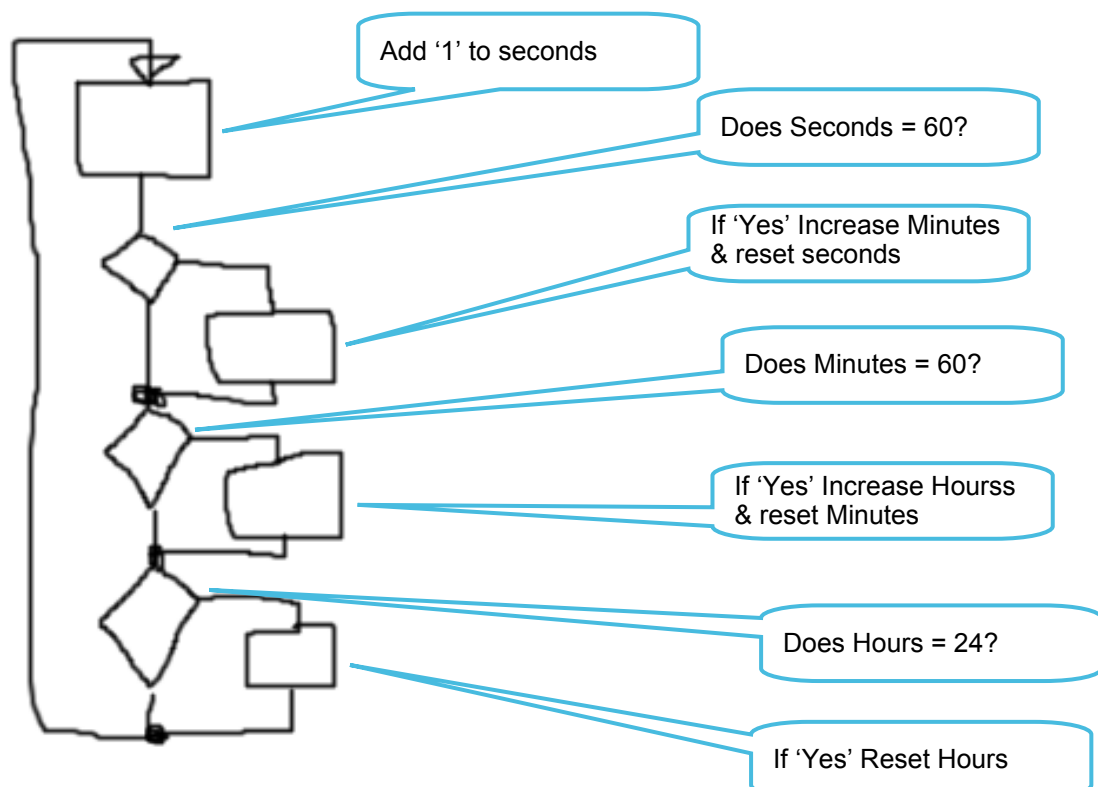 Add ‘1’ to seconds
Does Seconds = 60?
If ‘Yes’ Increase Minutes
& reset seconds
Does Minutes = 60?
If ‘Yes’ Increase Hourss
& reset Minutes
Does Hours = 24?
If ‘Yes’ Reset Hours